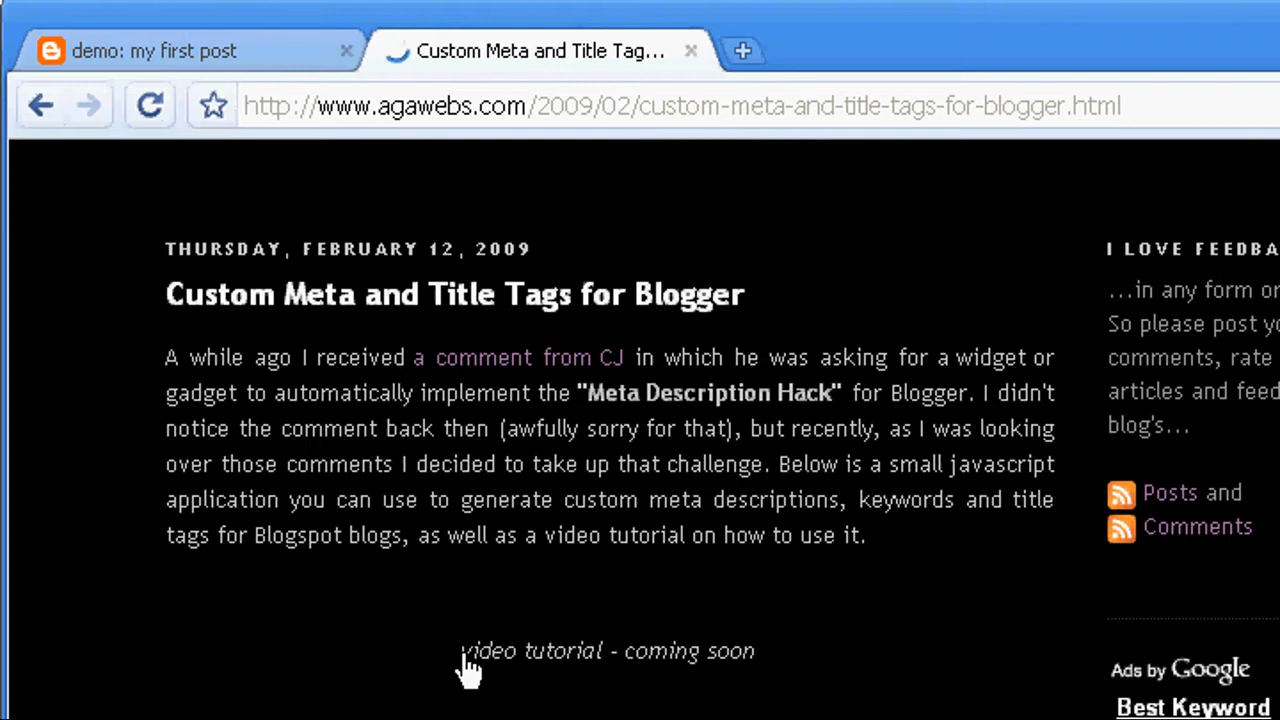 demo: my first post
Custom Meta and Title Tag...
http://www.agawebs.com/2009/02/custom-meta-and-title-tags-for-blogger.html
THURSDAY, FEBRUARY 12, 2009
Custom Meta and Title Tags for Blogger
A while ago I received a comment from CJ in which he was asking for a widget or
gadget to automatically implement the "Meta Description Hack" for Blogger. I didn't
notice the comment back then (awfully sorry for that), but recently, as I was looking
over those comments I decided to take up that challenge. Below is a small javascript
application you can use to generate custom meta descriptions, keywords and title
tags for Blogspot blogs, as well as a video tutorial on how to use it.
video tutorial - coming soon
I LOVE FEEDBA
...in any form or
So please post yo
comments, rate
articles and feed
blog's...
Posts and
Comments
Ads by Google
Best Keyword